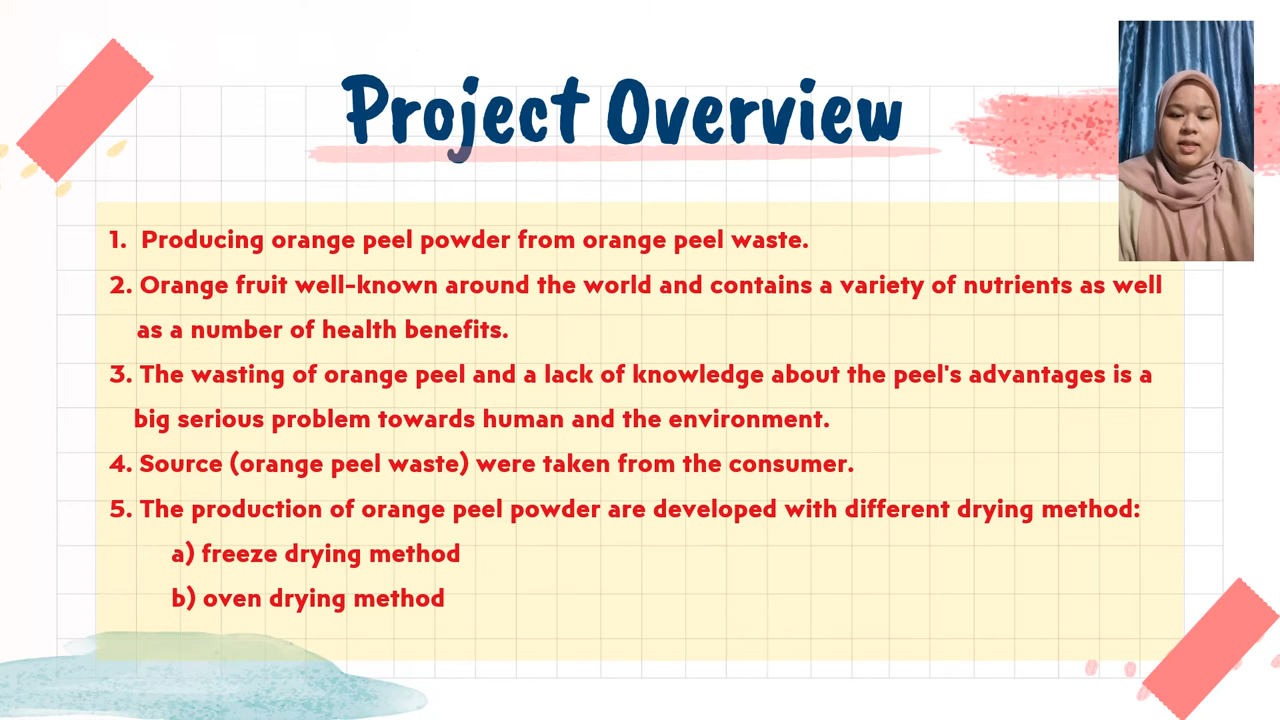 Project Overview
1. Producing orange peel powder from orange peel waste.
2. Orange fruit well-known around the world and contains a variety of nutrients as well
as a number of health benefits.
3. The wasting of orange peel and a lack of knowledge about the peel's advantages is a
big serious problem towards human and the environment.
4. Source (orange peel waste) were taken from the consumer.
5. The production of orange peel powder are developed with different drying method:
a) freeze drying method
b) oven drying method